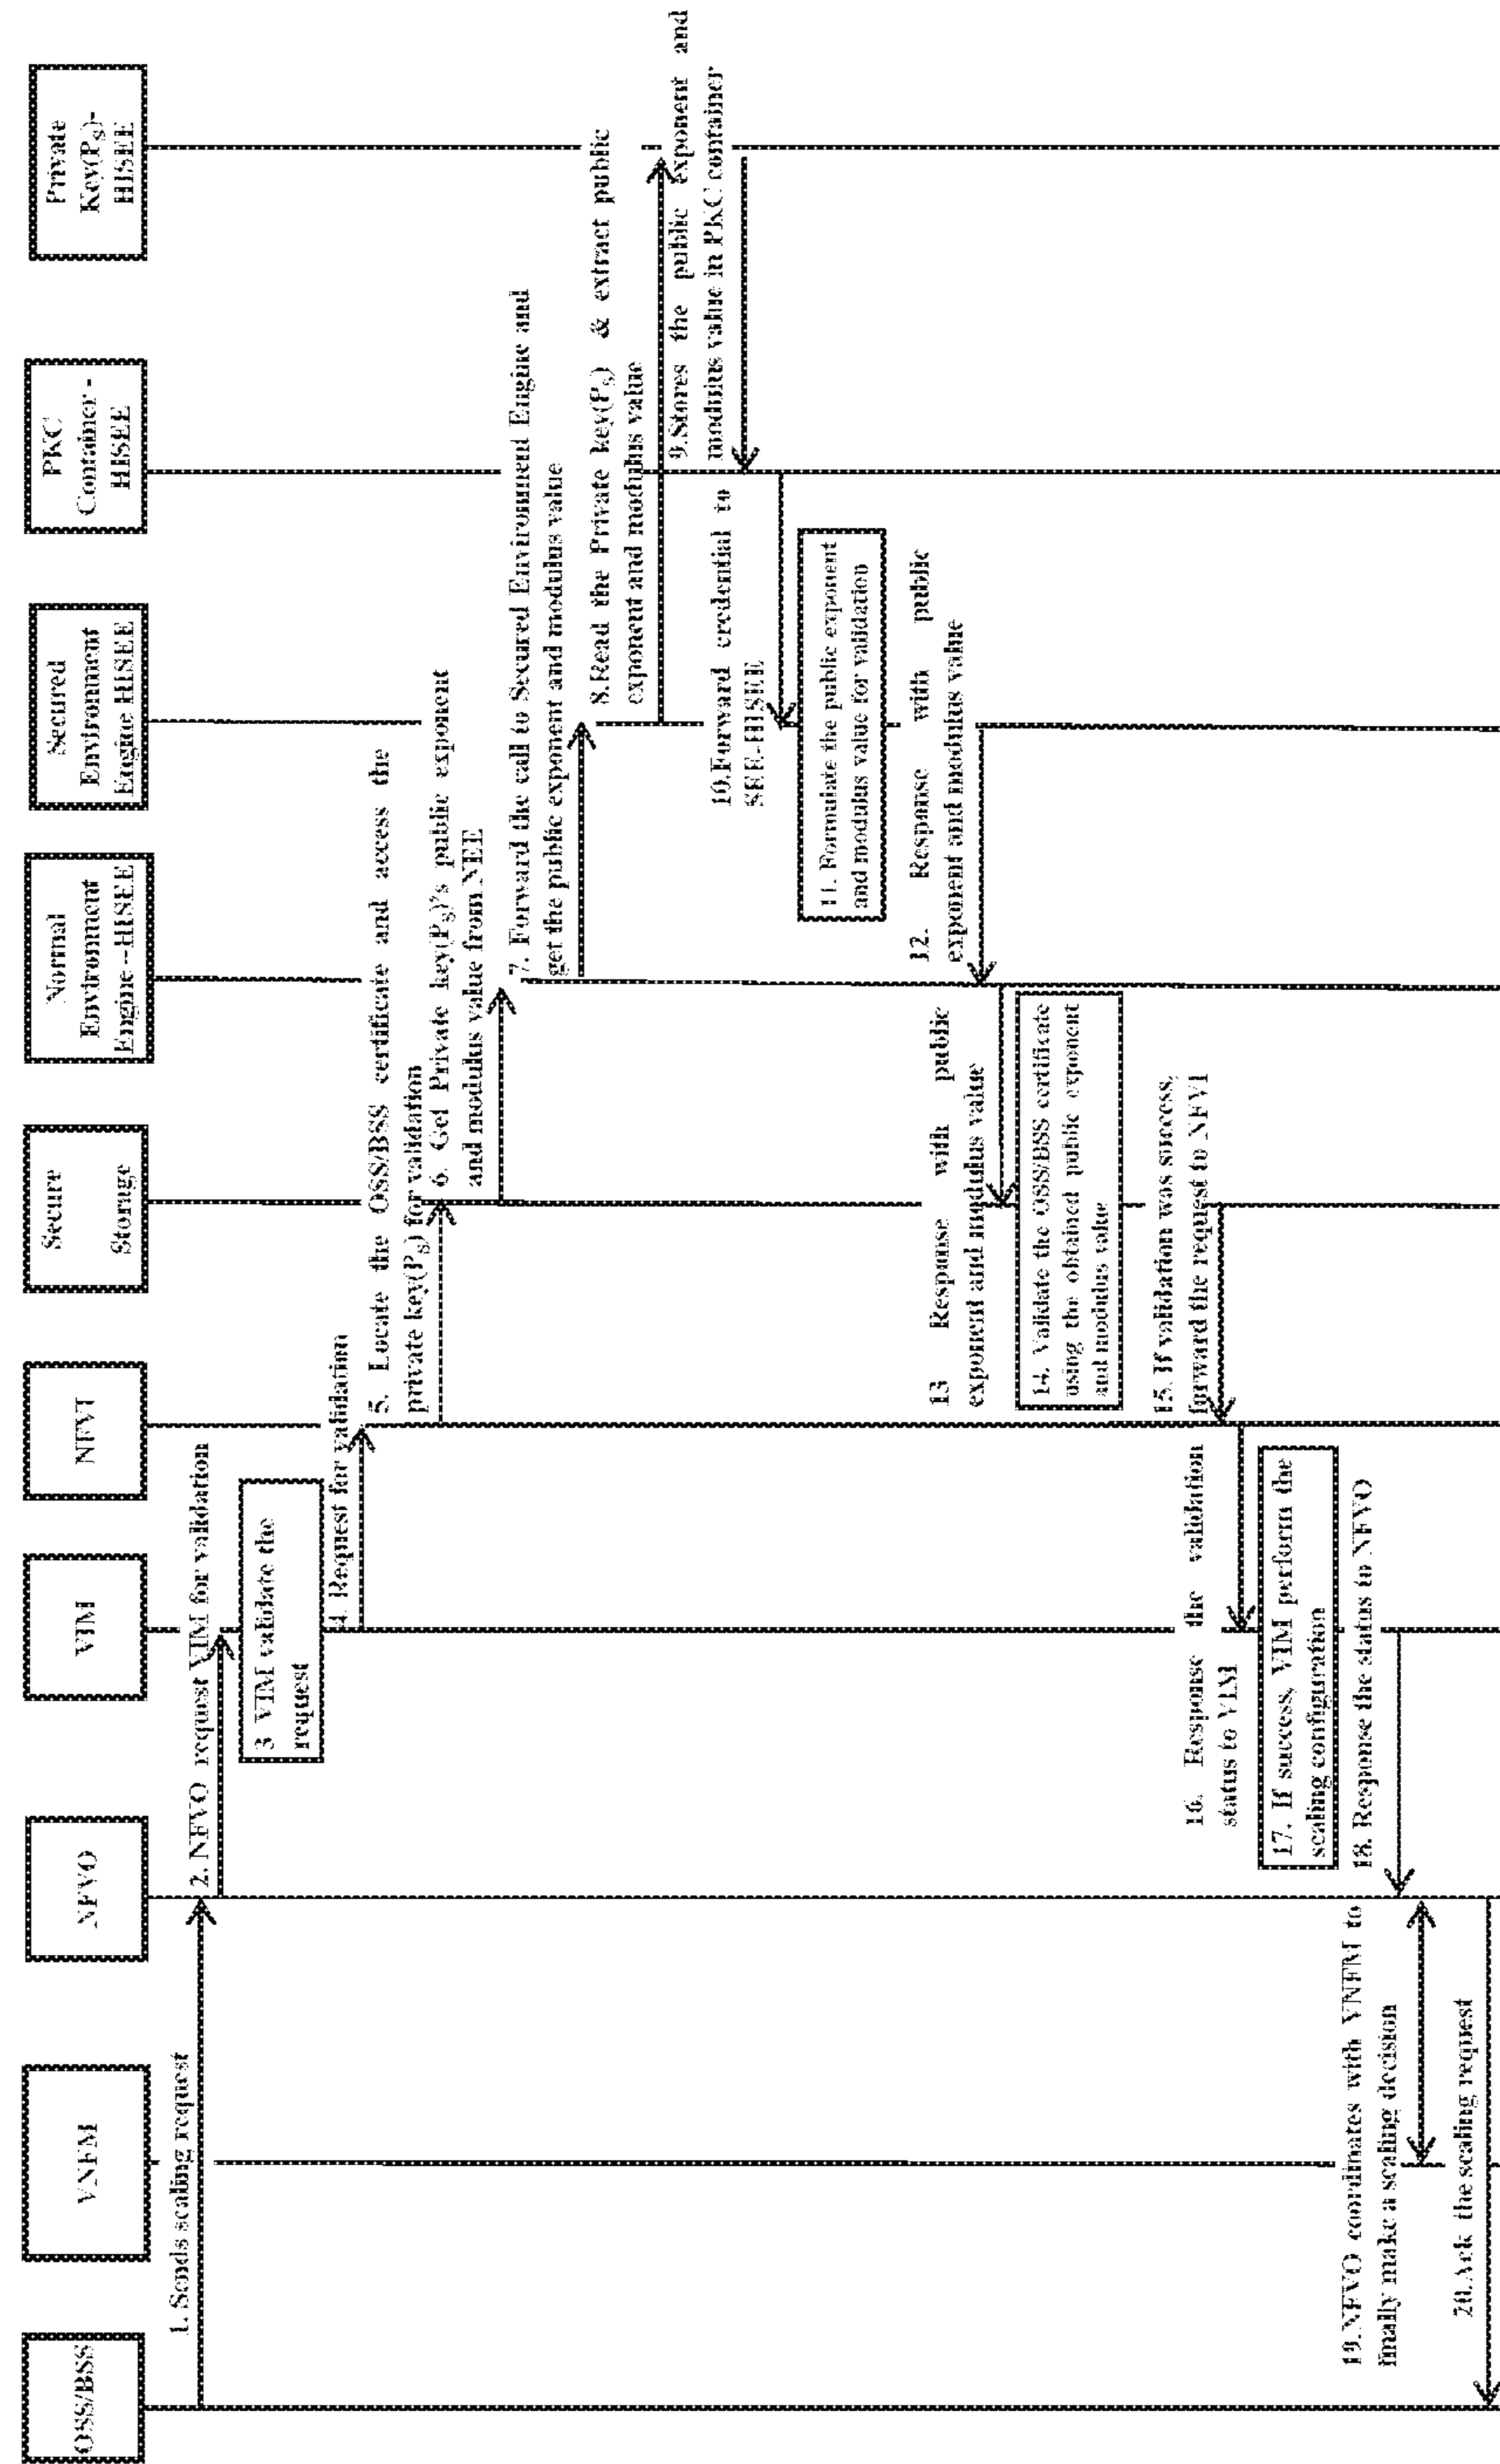 OSS/BSS
VNFM
NFVO
VIM
NFVI
Secure
Storage
Normal
Environment
Engine –HISEE
Secured
Environment
Engine HISEE
PKC
Container -
HISEE
Private
Key(PS)-
HISEE
1. Sends scaling request
2. NFVO request VIM for validation
3 VIM validate the
request
4. Request for validation
5. Locate the OSS/BSS certificate and access the
private key(PS) for validation
6. Get Private key(PS)'s public exponent
and modulus value from NEE
7. Forward the call to Secured Environment Engine and
get the public exponent and modulus value
8.Read the Private key(PS) & extract public
exponent and modulus value
9.Stores the public exponent and
modulus value in PKC container
10.Forward credential to
SEE-HISEE
11. Formulate the public exponent
and modulus value for validation
12. Response with public
exponent and modulus value
13 Response with public
exponent and modulus value
14. Validate the OSS/BSS certificate
using the obtained public exponent
and modulus value
15. If validation was success,
forward the request to NFVI
16. Response the validation
status to VIM
17. If success, VIM perform the
scaling configuration
18. Response the status to NFVO
19.NFVO coordinates with VNFM to
finally make a scaling decision
20.Ack the scaling request